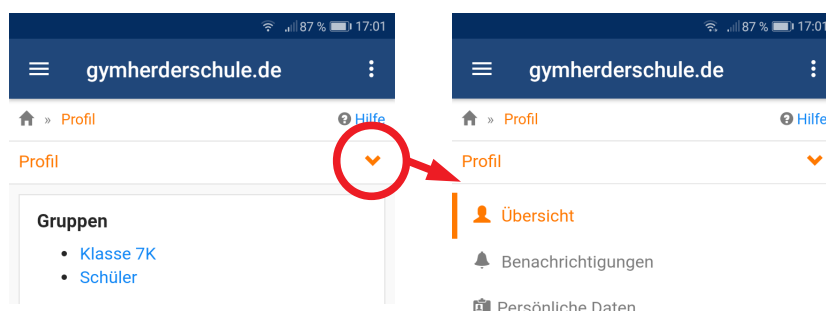 87 % 17:01
gymherderschule.de
» Profil Hilfe
Profil
Gruppen
• Klasse 7K
• Schüler
87 % 17:01
gymherderschule.de
» Profil Hilfe
Profil
Übersicht
Benachrichtigungen
Persönliche Daten